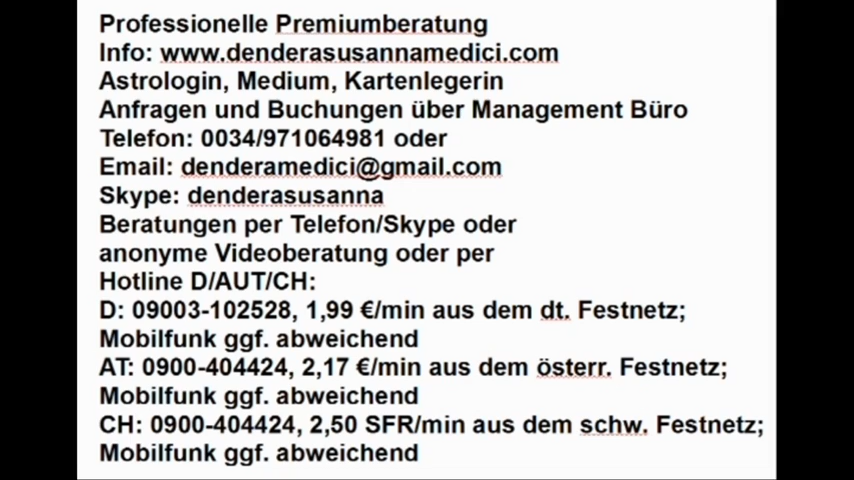 Professionelle Premiumberatung
Info: www.denderasusannamedici.com
Astrologin, Medium, Kartenlegerin
Anfragen und Buchungen über Management Büro
Telefon: 0034/971064981 oder
Email: denderamedici@gmail.com
Skype: denderasusanna
Beratungen per Telefon/Skype oder
anonyme Videoberatung oder per
Hotline D/AUT/CH:
D: 09003-102528, 1,99 €/min aus dem dt. Festnetz;
Mobilfunk ggf. abweichend
AT: 0900-404424, 2,17 €/min aus dem österr. Festnetz;
Mobilfunk ggf. abweichend
CH: 0900-404424, 2,50 SFR/min aus dem schw. Festnetz;
Mobilfunk ggf. abweichend